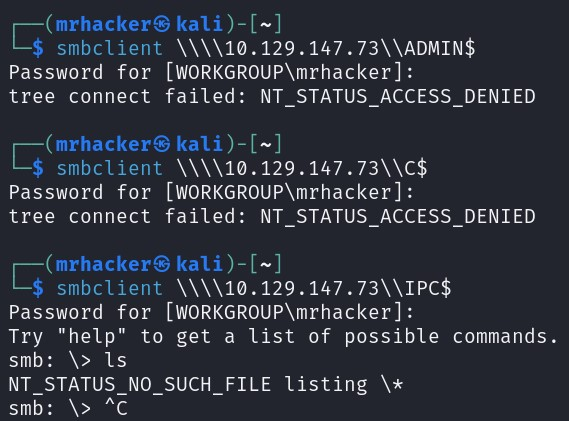 ┌──(mrhacker㉿kali)-[~]
└─$ smbclient \\\\10.129.147.73\\ADMIN$
Password for [WORKGROUP\mrhacker]:
tree connect failed: NT_STATUS_ACCESS_DENIED
┌──(mrhacker㉿kali)-[~]
└─$ smbclient \\\\10.129.147.73\\C$
Password for [WORKGROUP\mrhacker]:
tree connect failed: NT_STATUS_ACCESS_DENIED
┌──(mrhacker㉿kali)-[~]
└─$ smbclient \\\\10.129.147.73\\IPC$
Password for [WORKGROUP\mrhacker]:
Try "help" to get a list of possible commands.
smb: \> ls
NT_STATUS_NO_SUCH_FILE listing \*
smb: \> ^C